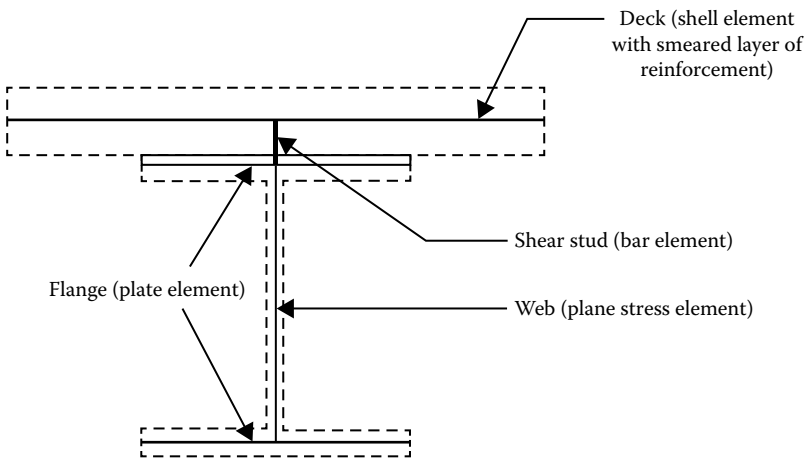 Deck (shell element
with smeared layer of
reinforcement)
Shear stud (bar element)
Flange (plate element)
Web (plane stress element)